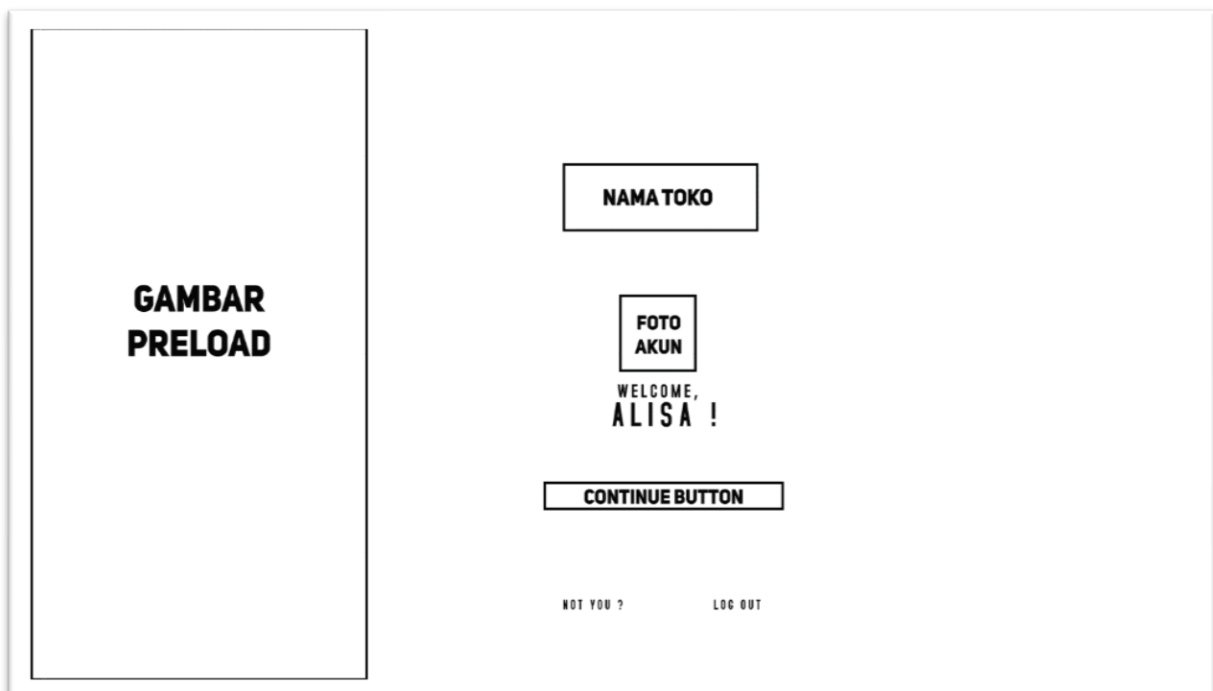 GAMBAR
PRELOAD
NAMA TOKO
FOTO
AKUN
WELCOME,
ALISA !
CONTINUE BUTTON
NOT YOU ?
LOG OUT